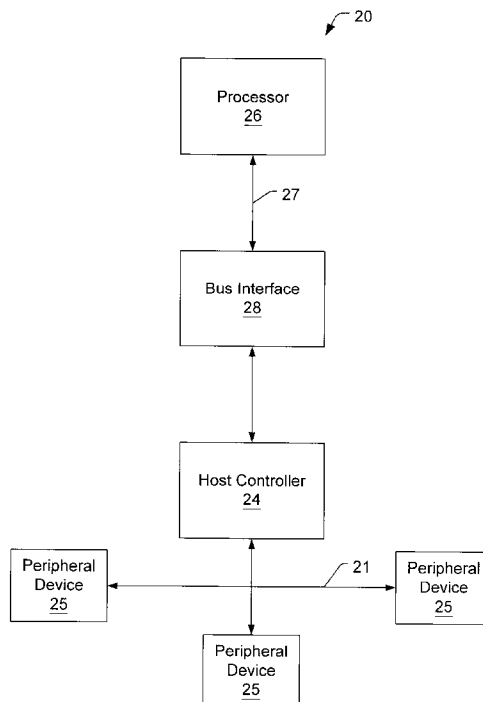 20
Processor
26
27
Bus Interface
28
Host Controller
24
Peripheral
Device
25
21
Peripheral
Device
25
Peripheral
Device
25